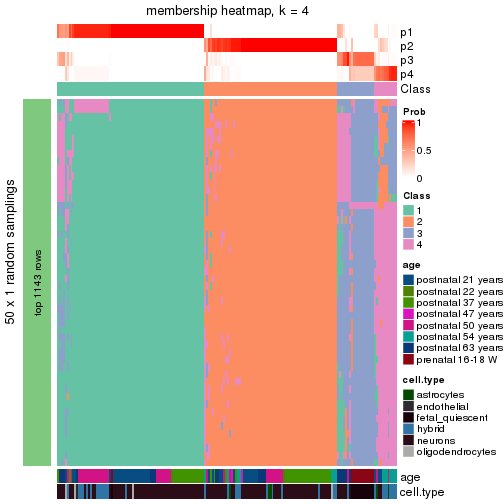 membership heatmap, k = 4
p1
p2
p3
p4
Class
50 x 1 random samplings
top 1143 rows
Prob
1
0.5
0
Class
1
2
3
4
age
postnatal 21 years
postnatal 22 years
postnatal 37 years
postnatal 47 years
postnatal 50 years
postnatal 54 years
postnatal 63 years
prenatal 16-18 W
cell.type
astrocytes
endothelial
fetal_quiescent
hybrid
neurons
oligodendrocytes
age
cell.type